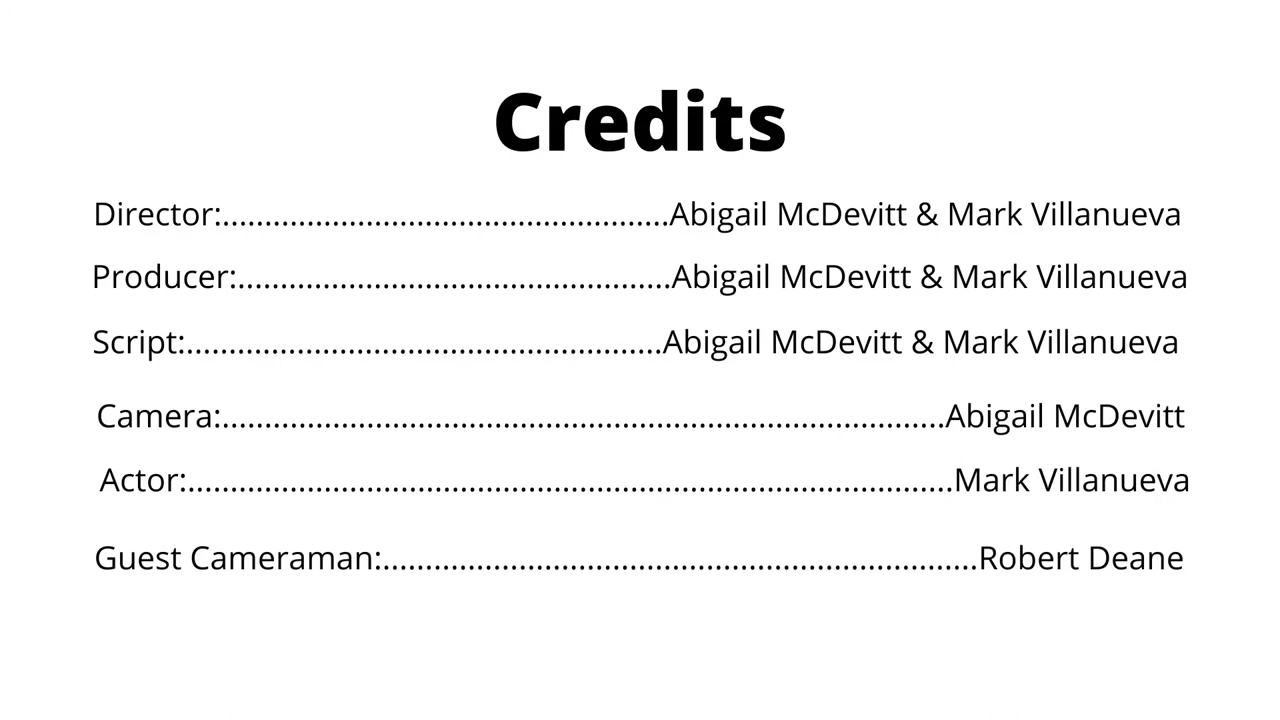 Credits
Director:.....................................................Abigail McDevitt & Mark Villanueva
Producer:...................................................Abigail McDevitt & Mark Villanueva
Script:........................................................Abigail McDevitt & Mark Villanueva
Camera:.....................................................................................Abigail McDevitt
Actor:..........................................................................................Mark Villanueva
Guest Cameraman:......................................................................Robert Deane